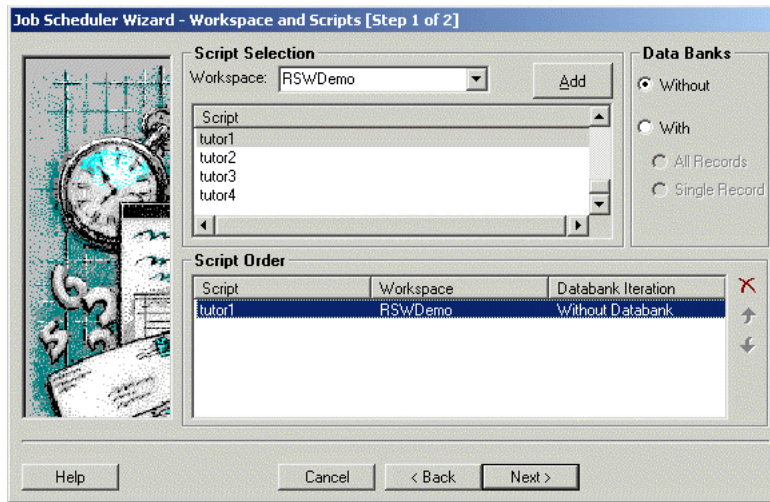 Job Scheduler Wizard - Workspace and Scripts [Step 1 of 2]
Script Selection
Workspace: RSWDemo
Add
Script
tutor1
tutor2
tutor3
tutor4
Data Banks
Without
With
All Records
Single Record
Script Order
Script Workspace Databank Iteration
tutor1 RSWDemo Without Databank
Help Cancel < Back Next >